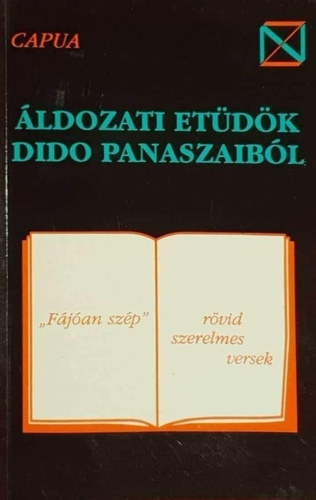 CAPUA
ÁLDOZATI ETÜDÖK
DIDO PANASZAIBÓL
„Fájóan szép"
rövid
szerelmes
versek